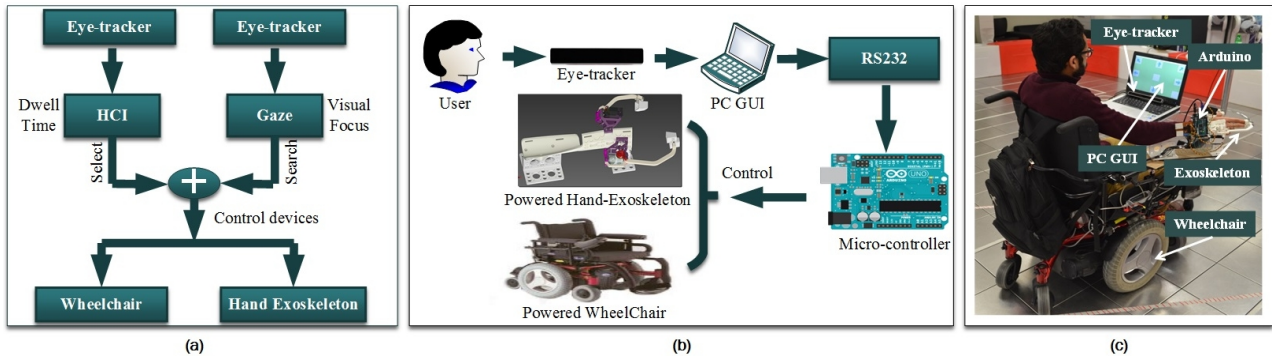 Eye-tracker
Eye-tracker
Dwell
Time
HCI
Gaze
Visual
Focus
Select
Search
Control devices
Wheelchair
Hand Exoskeleton
(a)
User
Eye-tracker
PC GUI
RS232
Powered Hand-Exoskeleton
Control
ARDUINO
UNO
Micro-controller
Powered WheelChair
(b)
Eye-tracker
Arduino
PC GUI
Exoskeleton
Wheelchair
(c)